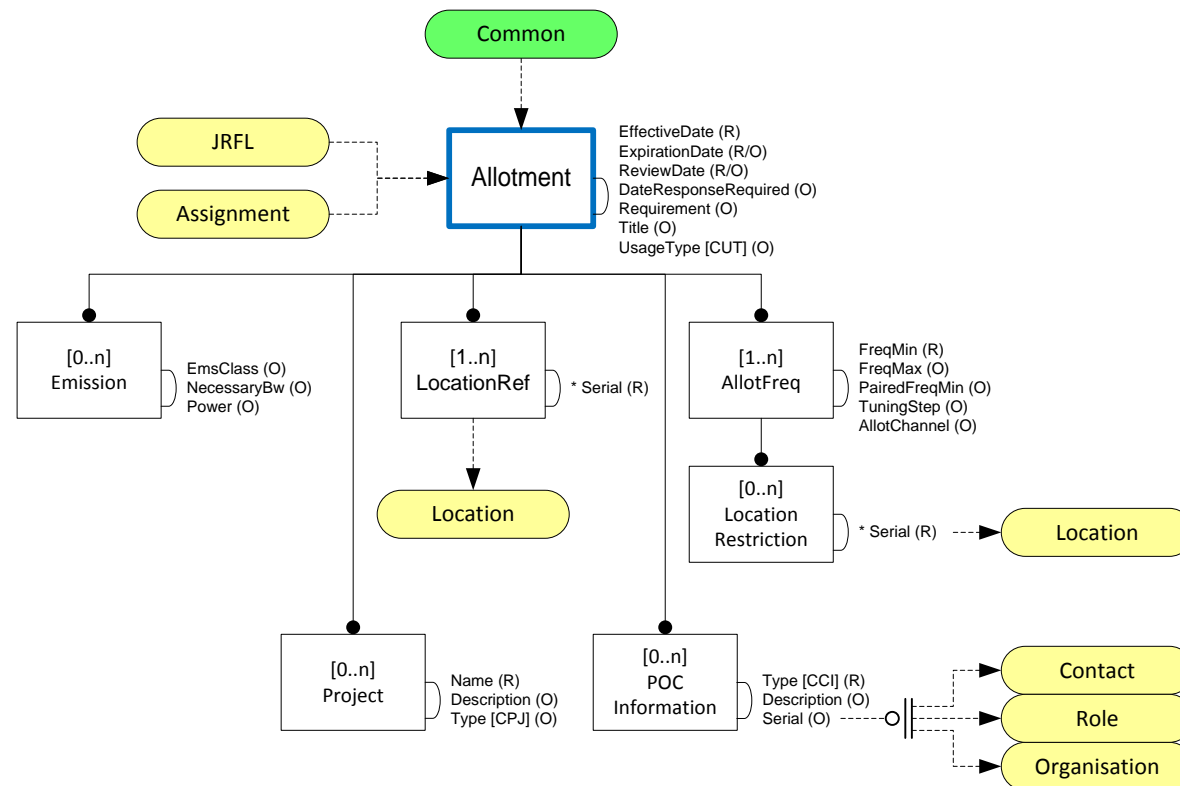 Common
JRFL
Assignment
Allotment
EffectiveDate (R)
ExpirationDate (R/O)
ReviewDate (R/O)
DateResponseRequired (O)
Requirement (O)
Title (O)
UsageType [CUT] (O)
[0..n]
Emission
EmsClass (O)
NecessaryBw (O)
Power (O)
[1..n]
LocationRef
* Serial (R)
Location
[1..n]
AllotFreq
FreqMin (R)
FreqMax (O)
PairedFreqMin (O)
TuningStep (O)
AllotChannel (O)
[0..n]
Location
Restriction
* Serial (R)
Location
[0..n]
Project
Name (R)
Description (O)
Type [CPJ] (O)
[0..n]
POC
Information
Type [CCI] (R)
Description (O)
Serial (O)
Contact
Role
Organisation